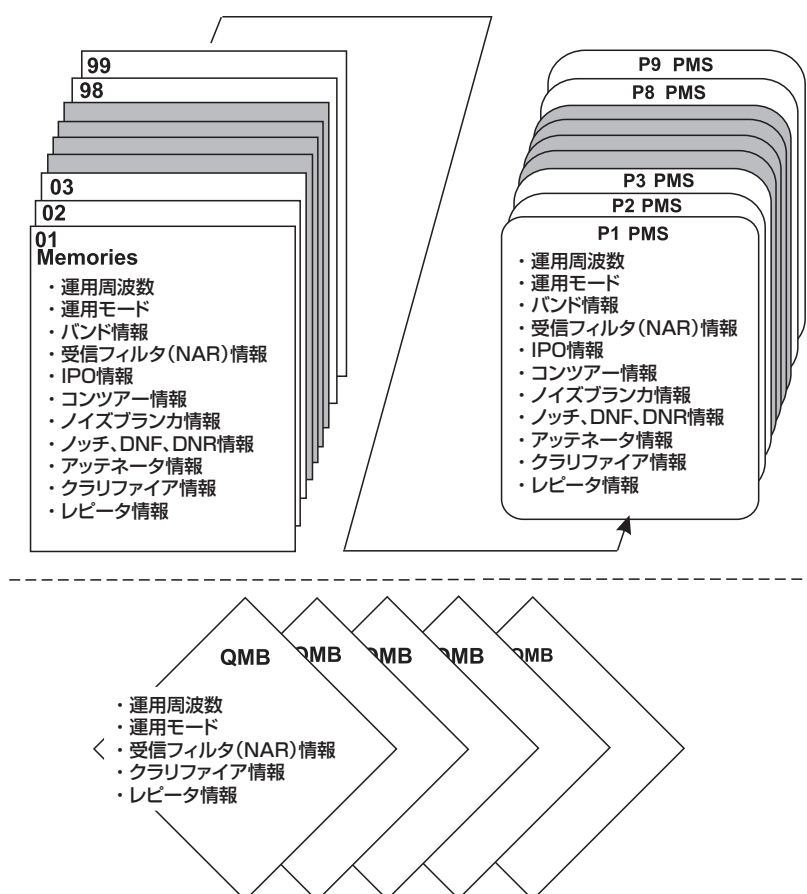 99
98
03
02
01
Memories
・運用周波数
・運用モード
・バンド情報
・受信フィルタ(NAR)情報
・IPO情報
・コンツアー情報
・ノイズブランカ情報
・ノッチ、DNF、DNR情報
・アッテネータ情報
・クラリファイア情報
・レピータ情報
P9 PMS
P8 PMS
P3 PMS
P2 PMS
P1 PMS
・運用周波数
・運用モード
・バンド情報
・受信フィルタ(NAR)情報
・IPO情報
・コンツアー情報
・ノイズブランカ情報
・ノッチ、DNF、DNR情報
・アッテネータ情報
・クラリファイア情報
・レピータ情報
QMB QMB QMB QMB QMB
・運用周波数
・運用モード
・受信フィルタ(NAR)情報
・クラリファイア情報
・レピータ情報